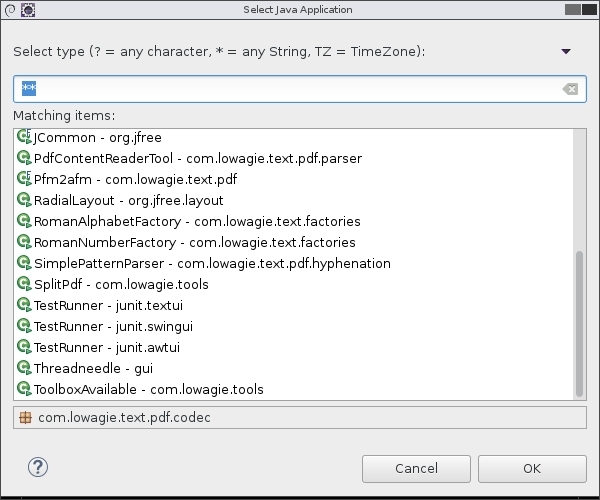 Select Java Application
Select type (? = any character, * = any String, TZ = TimeZone):
**
Matching items:
JCommon - org.jfree
PdfContentReaderTool - com.lowagie.text.pdf.parser
Pfm2afm - com.lowagie.text.pdf
RadialLayout - org.jfree.layout
RomanAlphabetFactory - com.lowagie.text.factories
RomanNumberFactory - com.lowagie.text.factories
SimplePatternParser - com.lowagie.text.pdf.hyphenation
SplitPdf - com.lowagie.tools
TestRunner - junit.textui
TestRunner - junit.swingui
TestRunner - junit.awtui
Threadneedle - gui
ToolboxAvailable - com.lowagie.tools
com.lowagie.text.pdf.codec
Cancel
OK